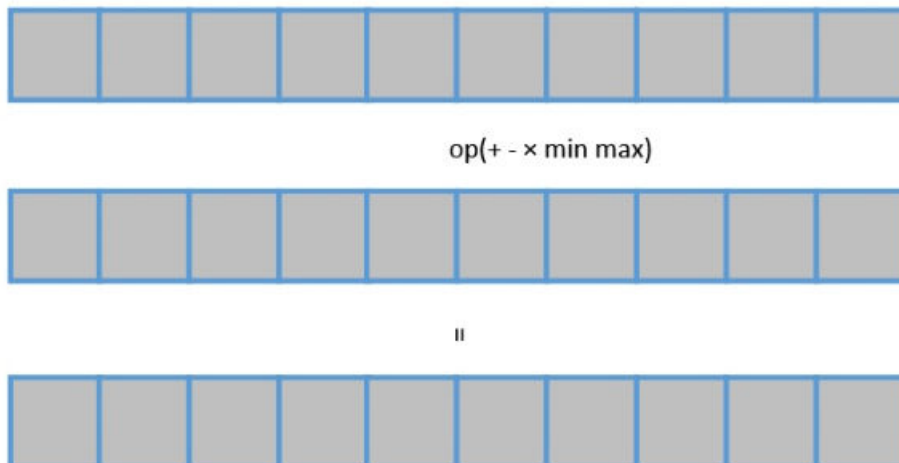 op(+ - × min max)
=